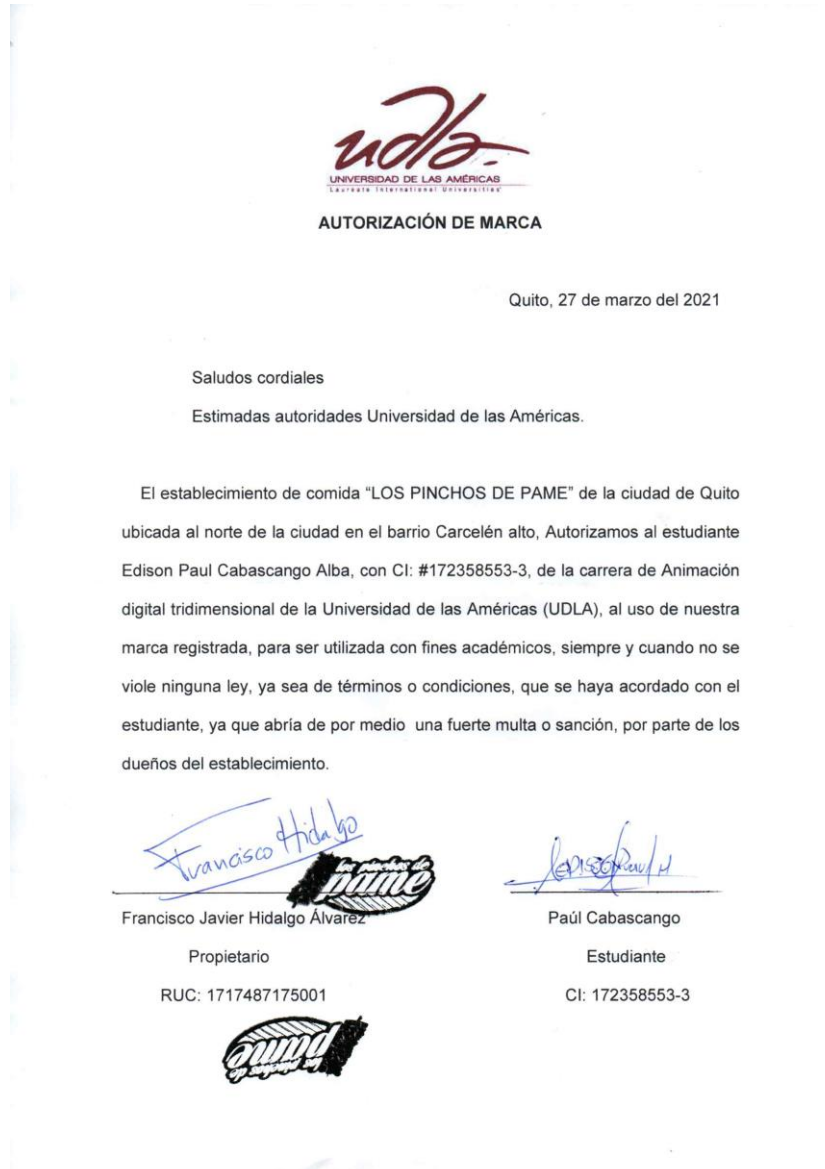 udla-
UNIVERSIDAD DE LAS AMÉRICAS
Laureate International Universities
AUTORIZACIÓN DE MARCA
Quito, 27 de marzo del 2021
Saludos cordiales
Estimadas autoridades Universidad de las Américas.
El establecimiento de comida “LOS PINCHOS DE PAME” de la ciudad de Quito
ubicada al norte de la ciudad en el barrio Carcelén alto, Autorizamos al estudiante
Edison Paul Cabascango Alba, con CI: #172358553-3, de la carrera de Animación
digital tridimensional de la Universidad de las Américas (UDLA), al uso de nuestra
marca registrada, para ser utilizada con fines académicos, siempre y cuando no se
viole ninguna ley, ya sea de términos o condiciones, que se haya acordado con el
estudiante, ya que abría de por medio una fuerte multa o sanción, por parte de los
dueños del establecimiento.
Francisco Hidalgo
los pinchos de
pame
Francisco Javier Hidalgo Álvarez
Paúl Cabascango
Propietario
Estudiante
RUC: 1717487175001
CI: 172358553-3
los pinchos de
pame